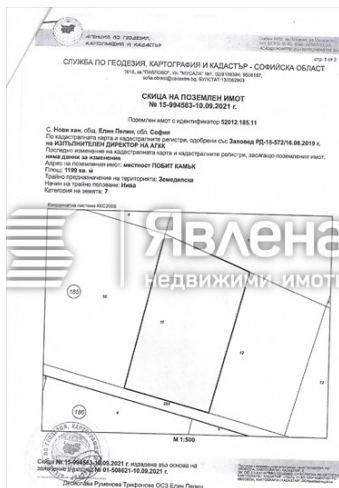 АГЕНЦИЯ ПО ГЕОДЕЗИЯ,
КАРТОГРАФИЯ И КАДАСТЪР
стр. 1 от 2
СЛУЖБА ПО ГЕОДЕЗИЯ, КАРТОГРАФИЯ И КАДАСТЪР - СОФИЙСКА ОБЛАСТ
СКИЦА НА ПОЗЕМЛЕН ИМОТ
№ 15-994563-10.09.2021 г.
Поземлен имот с идентификатор 52012.185.11
С. Нови хан, общ. Елин Пелин, обл. София
По кадастралната карта и кадастралните регистри, одобрени със Заповед РД-18-572/16.08.2019 г.
на ИЗПЪЛНИТЕЛЕН ДИРЕКТОР НА АГКК
Последно изменение на кадастралната карта и кадастралните регистри, засягащо поземления имот:
няма данни за изменение
Адрес на поземления имот: местност ПОБИТ КАМЪК
Площ: 1199 кв. м
Трайно предназначение на територията: Земеделска
Начин на трайно ползване: Нива
Категория на земята: 7
Координатна система ККС2005
Явлена
недвижими имоти
185
10
11
12
186
М 1:500
Скица № 15-994563-10.09.2021 г. издадена въз основа на
заявление с входящ № 01-506621-10.09.2021 г.
Десислава Руменова Трифонова ОСЗ Елин Пелин